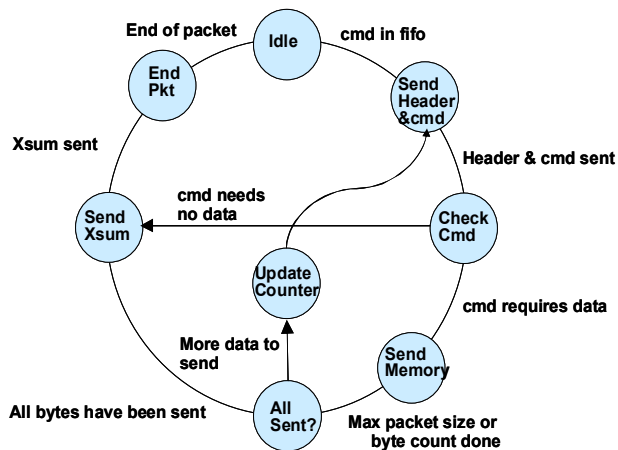 End of packet
Idle
cmd in fifo
End
Pkt
Send
Header
&cmd
Xsum sent
Header & cmd sent
cmd needs
no data
Send
Xsum
Check
Cmd
Update
Counter
cmd requires data
More data to
send
Send
Memory
All bytes have been sent
All
Sent?
Max packet size or
byte count done